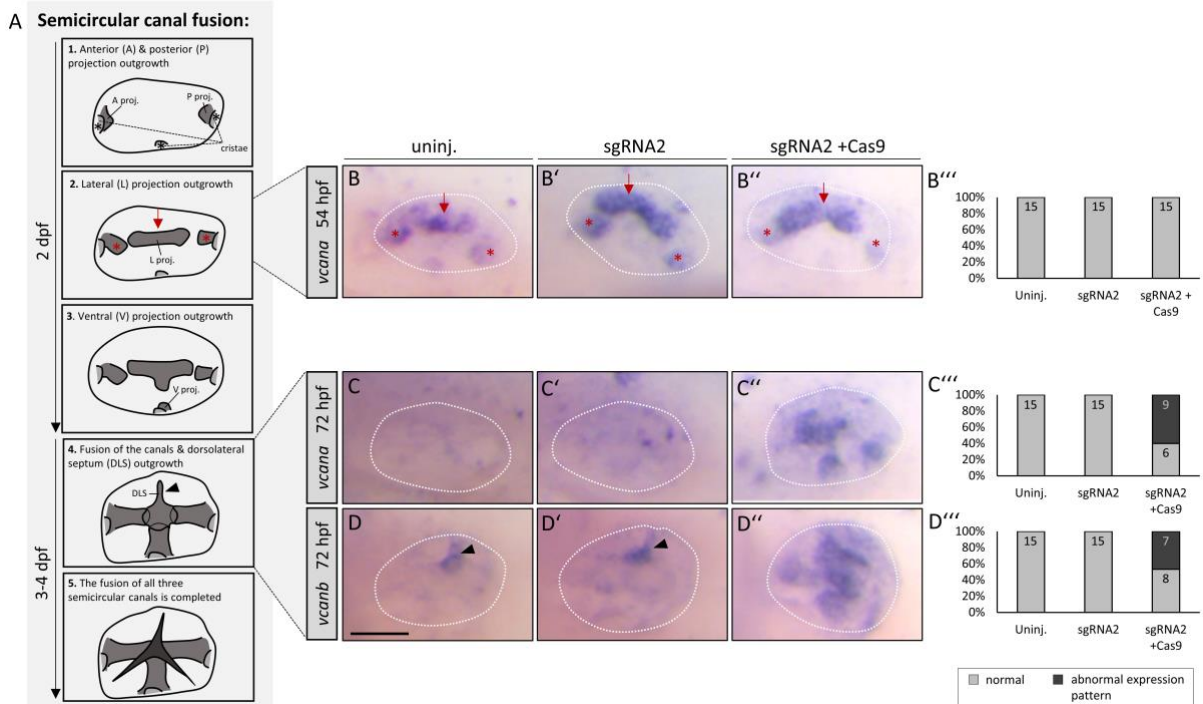 A
Semicircular canal fusion:
2 dpf
3-4 dpf
1. Anterior (A) & posterior (P)
projection outgrowth
A proj.
P proj.
*
*
*
cristae
2. Lateral (L) projection outgrowth
*
*
L proj.
3. Ventral (V) projection outgrowth
V proj.
4. Fusion of the canals & dorsolateral
septum (DLS) outgrowth
DLS
5. The fusion of all three
semicircular canals is completed
uninj.
sgRNA2
sgRNA2 +Cas9
vcana 54 hpf
B
*
*
B'
*
*
B''
*
*
B'''
100%
80%
60%
40%
20%
0%
15
15
15
Uninj.
sgRNA2
sgRNA2 +
Cas9
vcana 72 hpf
C
C'
C''
C'''
100%
80%
60%
40%
20%
0%
15
15
9
6
Uninj.
sgRNA2
sgRNA2
+Cas9
vcanb 72 hpf
D
D'
D''
D'''
100%
80%
60%
40%
20%
0%
15
15
7
8
Uninj.
sgRNA2
sgRNA2
+Cas9
normal
abnormal expression
pattern